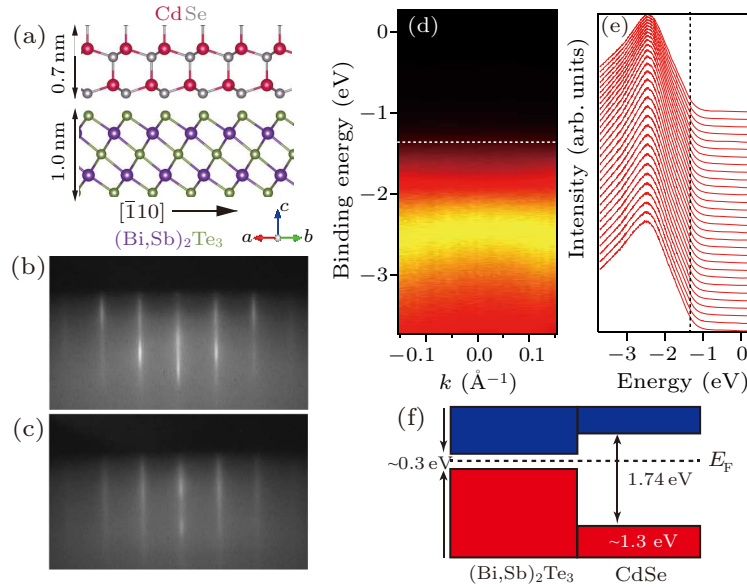 (a)
CdSe
0.7 nm
1.0 nm
[1̅10]
c
a
b
(Bi,Sb)₂Te₃
(b)
(c)
(d)
Binding energy (eV)
0
−1
−2
−3
−0.1
0.0
0.1
k (Å⁻¹)
(e)
Intensity (arb. units)
−3
−2
−1
0
Energy (eV)
(f)
~0.3 eV
E_F
1.74 eV
~1.3 eV
(Bi,Sb)₂Te₃
CdSe